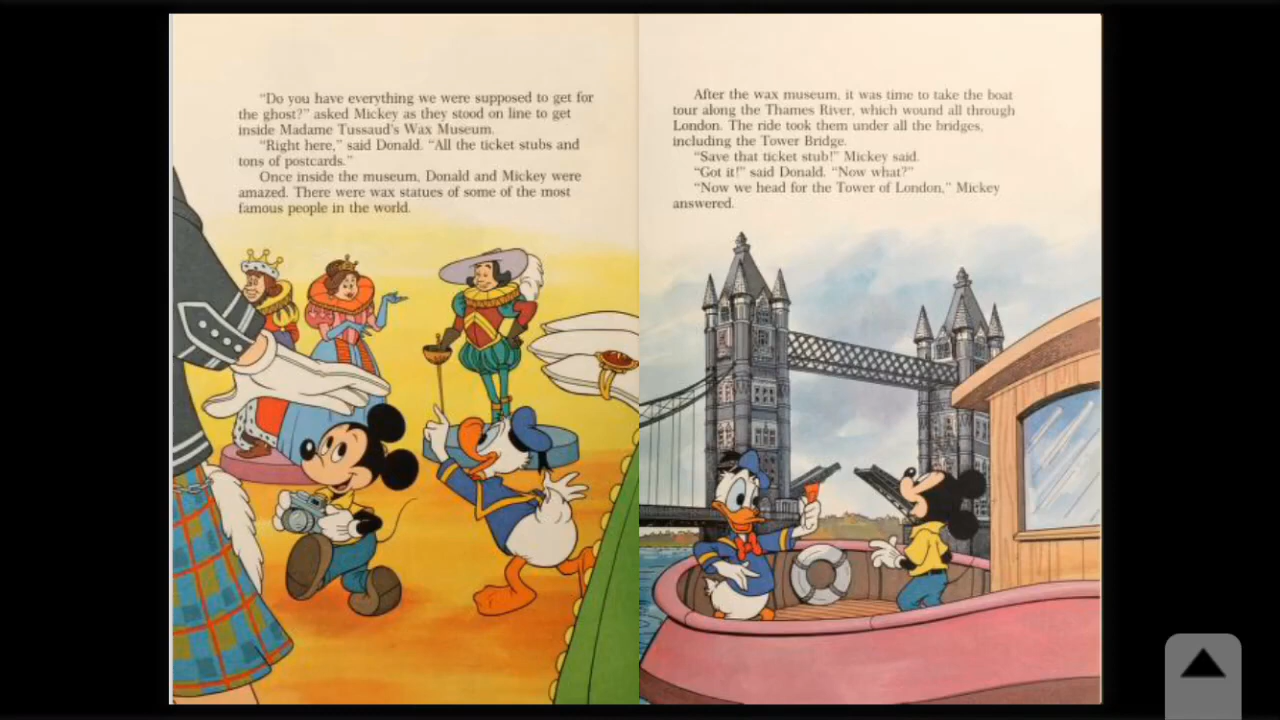 "Do you have everything we were supposed to get for
the ghost?" asked Mickey as they stood on line to get
inside Madame Tussaud's Wax Museum.
"Right here," said Donald. "All the ticket stubs and
tons of postcards."
Once inside the museum, Donald and Mickey were
amazed. There were wax statues of some of the most
famous people in the world.
After the wax museum, it was time to take the boat
tour along the Thames River, which wound all through
London. The ride took them under all the bridges,
including the Tower Bridge.
"Save that ticket stub!" Mickey said.
"Got it!" said Donald. "Now what?"
"Now we head for the Tower of London," Mickey
answered.